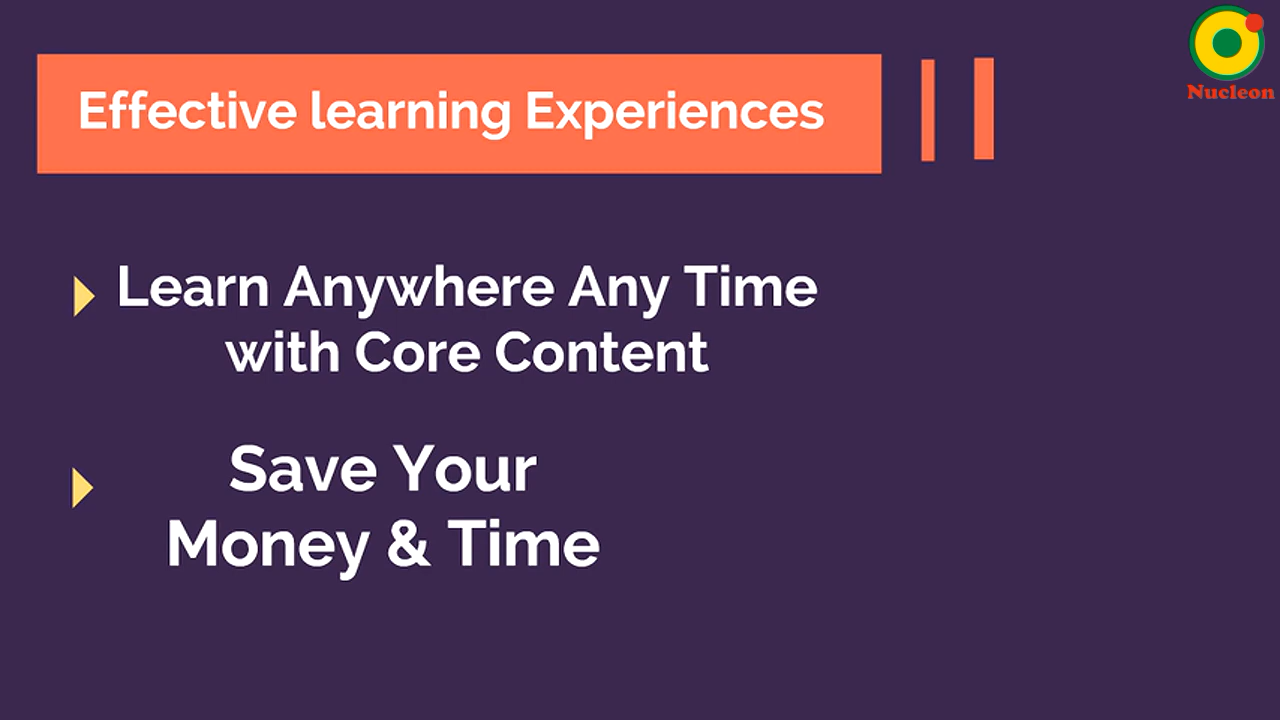 Nucleon
Effective learning Experiences
Learn Anywhere Any Time
with Core Content
Save Your
Money & Time